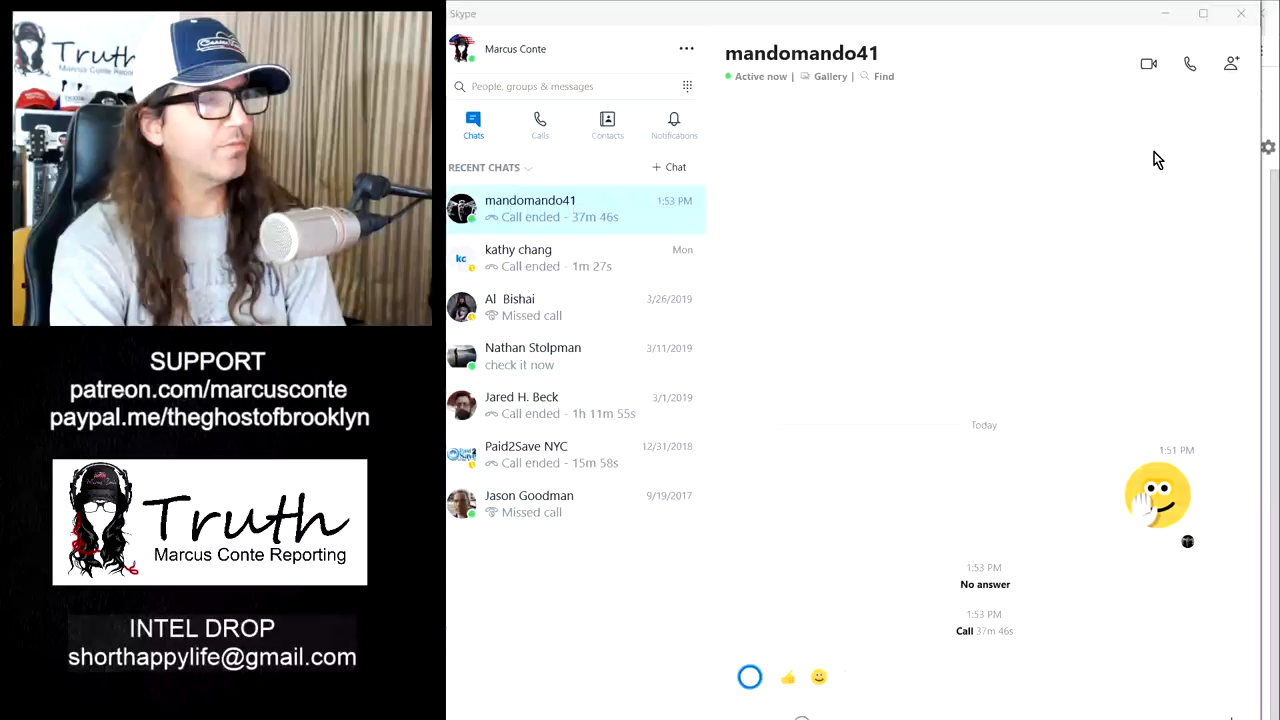 Truth
Marcus Conte Repor
SUPPORT
patreon.com/marcusconte
paypal.me/theghostofbrooklyn
Truth
Marcus Conte Reporting
INTEL DROP
shorthappylife@gmail.com
Skype
Marcus Conte
People, groups & messages
Chats
Calls
Contacts
Notifications
RECENT CHATS
+ Chat
mandomando41
1:53 PM
Call ended - 37m 46s
kc
kathy chang
Mon
Call ended - 1m 27s
Al Bishai
3/26/2019
Missed call
Nathan Stolpman
3/11/2019
check it now
Jared H. Beck
3/1/2019
Call ended - 1h 11m 55s
Paid2Save NYC
12/31/2018
Call ended - 15m 58s
Jason Goodman
9/19/2017
Missed call
mandomando41
Active now | Gallery | Find
Today
1:51 PM
1:53 PM
No answer
1:53 PM
Call 37m 46s